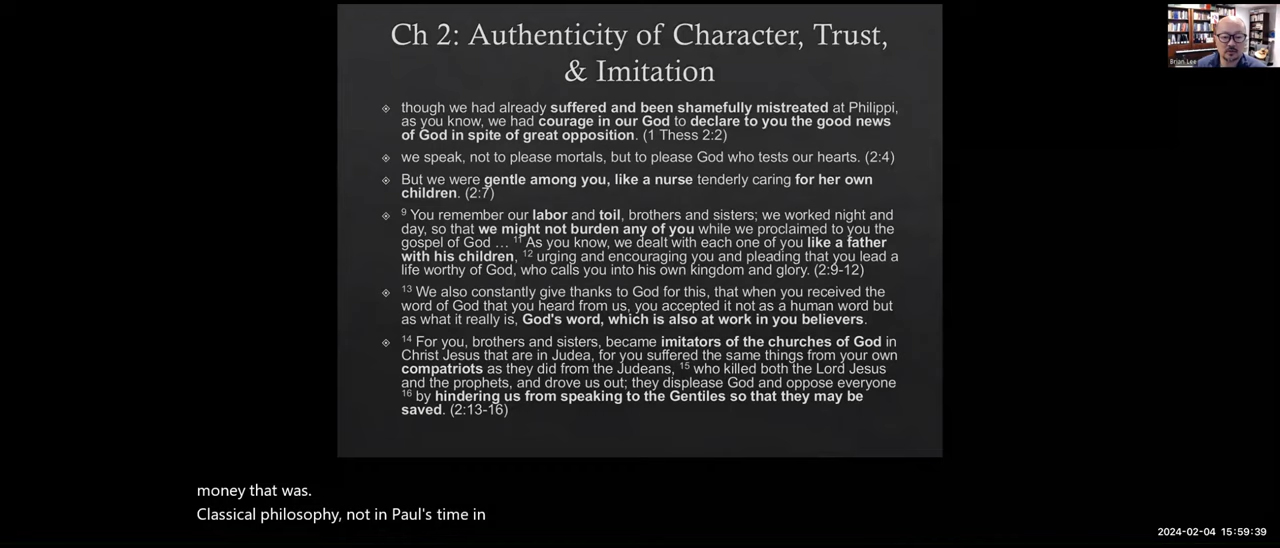 Ch 2: Authenticity of Character, Trust,
& Imitation
though we had already suffered and been shamefully mistreated at Philippi,
as you know, we had courage in our God to declare to you the good news
of God in spite of great opposition. (1 Thess 2:2)
we speak, not to please mortals, but to please God who tests our hearts. (2:4)
But we were gentle among you, like a nurse tenderly caring for her own
children. (2:7)
9 You remember our labor and toil, brothers and sisters; we worked night and
day, so that we might not burden any of you while we proclaimed to you the
gospel of God … 11 As you know, we dealt with each one of you like a father
with his children, 12 urging and encouraging you and pleading that you lead a
life worthy of God, who calls you into his own kingdom and glory. (2:9-12)
13 We also constantly give thanks to God for this, that when you received the
word of God that you heard from us, you accepted it not as a human word but
as what it really is, God's word, which is also at work in you believers.
14 For you, brothers and sisters, became imitators of the churches of God in
Christ Jesus that are in Judea, for you suffered the same things from your own
compatriots as they did from the Judeans, 15 who killed both the Lord Jesus
and the prophets, and drove us out; they displease God and oppose everyone
16 by hindering us from speaking to the Gentiles so that they may be
saved. (2:13-16)
Brian Lee
money that was.
Classical philosophy, not in Paul's time in
2024-02-04 15:59:39